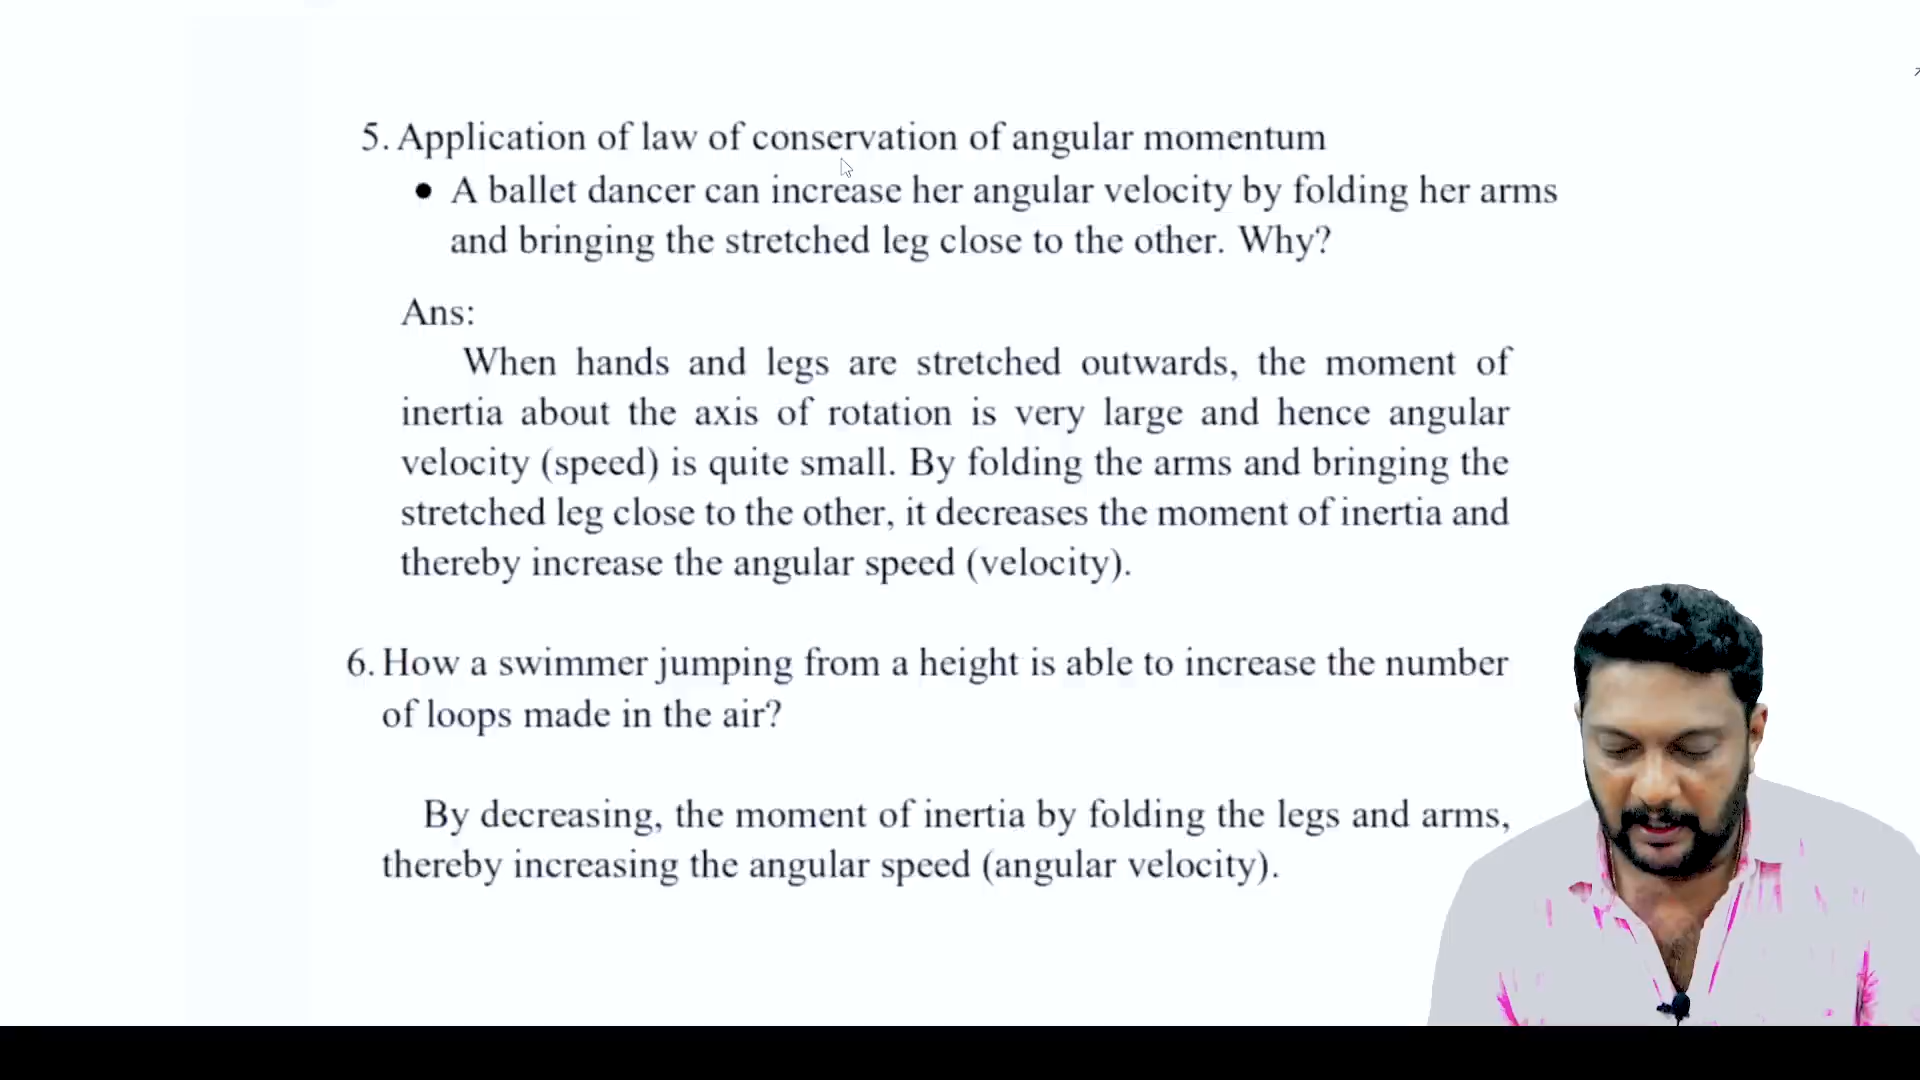 5. Application of law of conservation of angular momentum
• A ballet dancer can increase her angular velocity by folding her arms
and bringing the stretched leg close to the other. Why?
Ans:
When hands and legs are stretched outwards, the moment of
inertia about the axis of rotation is very large and hence angular
velocity (speed) is quite small. By folding the arms and bringing the
stretched leg close to the other, it decreases the moment of inertia and
thereby increase the angular speed (velocity).
6. How a swimmer jumping from a height is able to increase the number
of loops made in the air?
By decreasing, the moment of inertia by folding the legs and arms,
thereby increasing the angular speed (angular velocity).